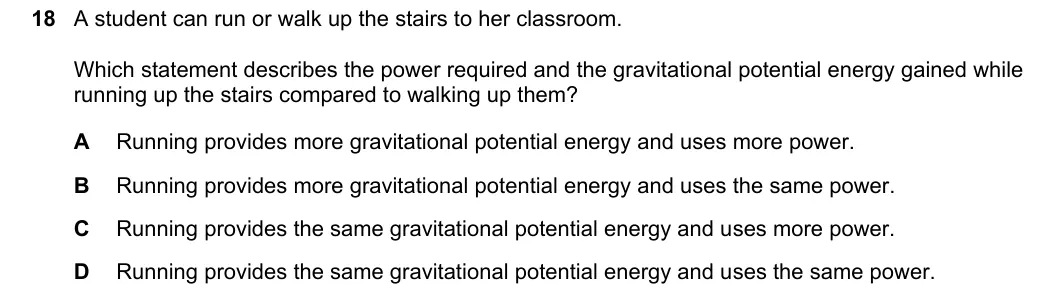 18 A student can run or walk up the stairs to her classroom.
Which statement describes the power required and the gravitational potential energy gained while
running up the stairs compared to walking up them?
A Running provides more gravitational potential energy and uses more power.
B Running provides more gravitational potential energy and uses the same power.
C Running provides the same gravitational potential energy and uses more power.
D Running provides the same gravitational potential energy and uses the same power.